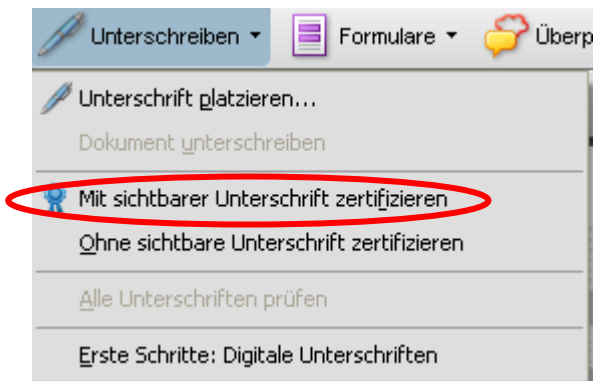 Unterschreiben Formulare Überp
Unterschrift platzieren...
Dokument unterschreiben
Mit sichtbarer Unterschrift zertifizieren
Ohne sichtbare Unterschrift zertifizieren
Alle Unterschriften prüfen
Erste Schritte: Digitale Unterschriften